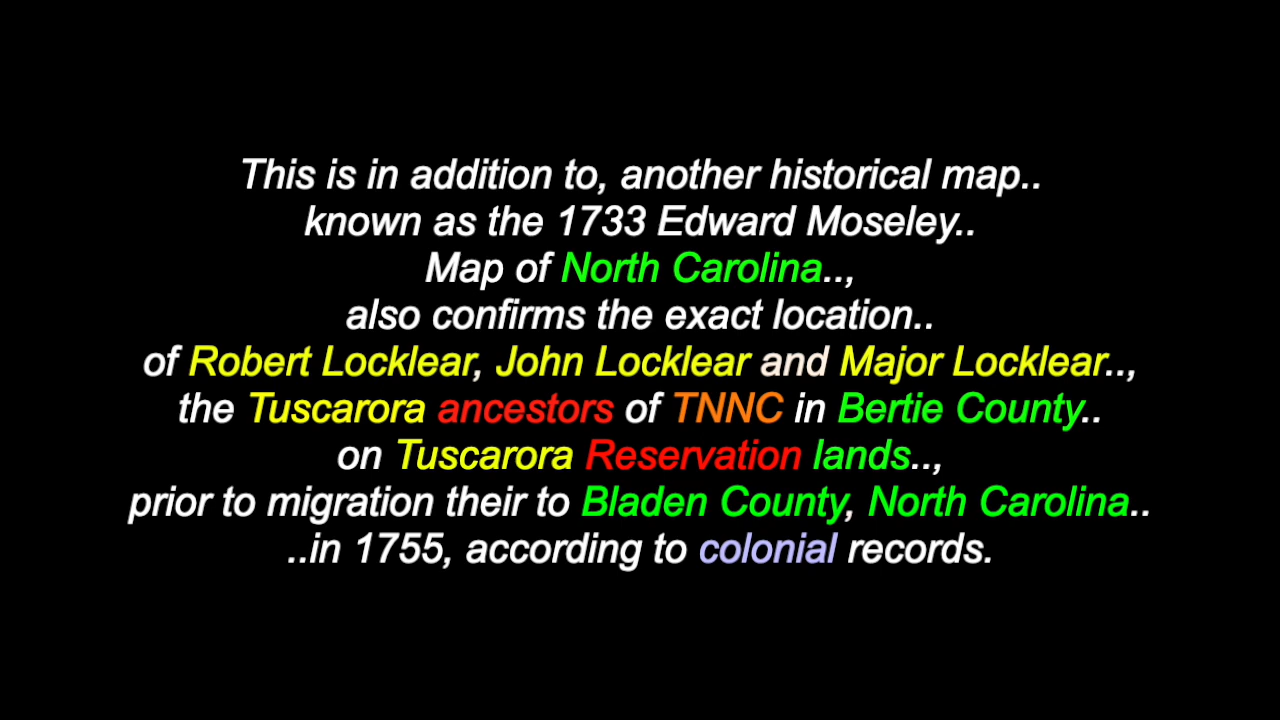 This is in addition to, another historical map..
known as the 1733 Edward Moseley..
Map of North Carolina..,
also confirms the exact location..
of Robert Locklear, John Locklear and Major Locklear..,
the Tuscarora ancestors of TNNC in Bertie County..
on Tuscarora Reservation lands..,
prior to migration their to Bladen County, North Carolina..
..in 1755, according to colonial records.